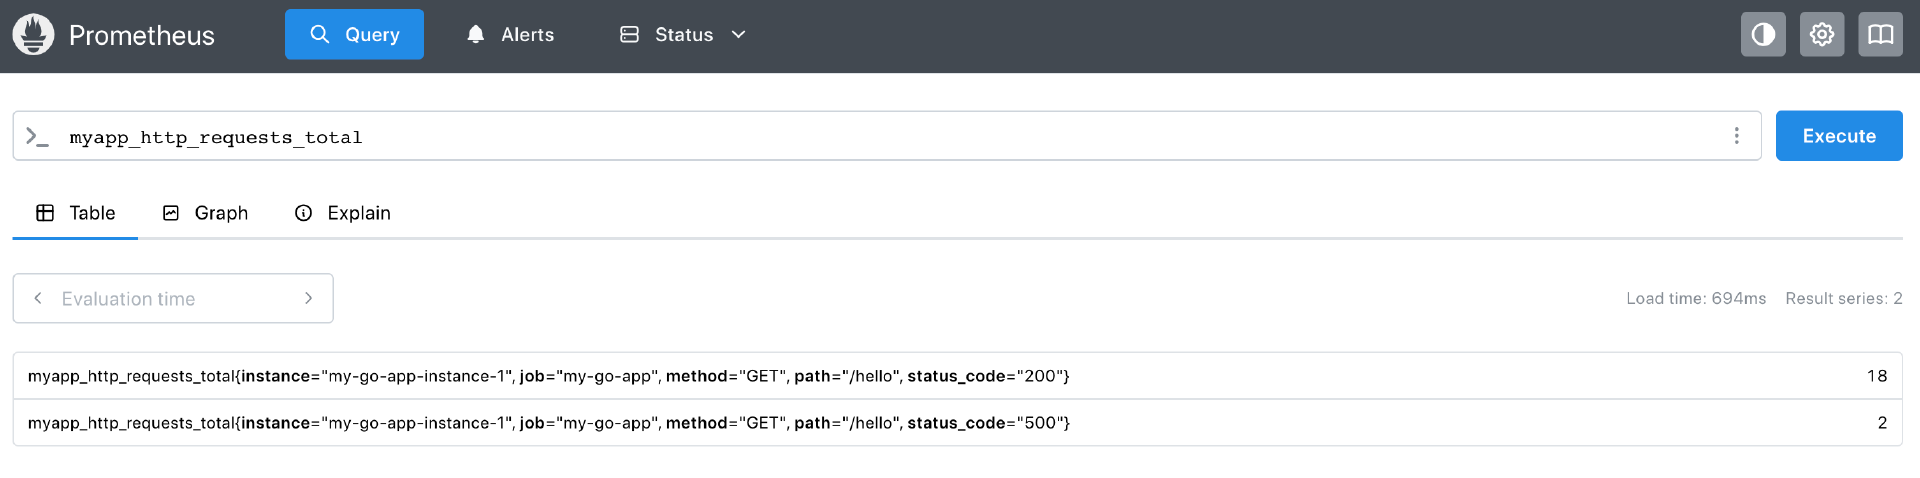 Prometheus Query Alerts Status
myapp_http_requests_total
Execute
Table Graph Explain
Evaluation time
Load time: 694ms Result series: 2
myapp_http_requests_total{instance="my-go-app-instance-1", job="my-go-app", method="GET", path="/hello", status_code="200"} 18
myapp_http_requests_total{instance="my-go-app-instance-1", job="my-go-app", method="GET", path="/hello", status_code="500"} 2